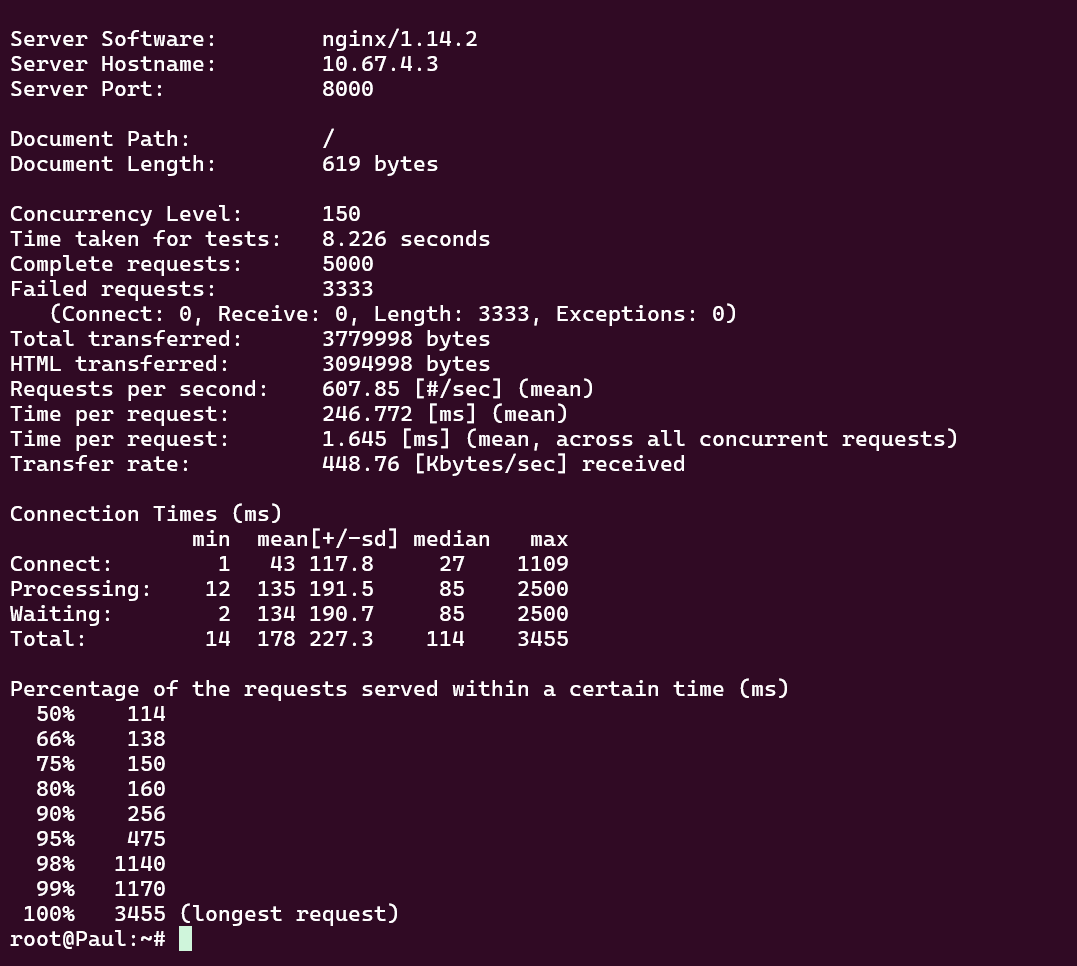 Server Software:        nginx/1.14.2
Server Hostname:        10.67.4.3
Server Port:            8000

Document Path:          /
Document Length:        619 bytes

Concurrency Level:      150
Time taken for tests:   8.226 seconds
Complete requests:      5000
Failed requests:        3333
   (Connect: 0, Receive: 0, Length: 3333, Exceptions: 0)
Total transferred:      3779998 bytes
HTML transferred:       3094998 bytes
Requests per second:    607.85 [#/sec] (mean)
Time per request:       246.772 [ms] (mean)
Time per request:       1.645 [ms] (mean, across all concurrent requests)
Transfer rate:          448.76 [Kbytes/sec] received

Connection Times (ms)
              min  mean[+/-sd] median   max
Connect:        1   43 117.8     27    1109
Processing:    12  135 191.5     85    2500
Waiting:        2  134 190.7     85    2500
Total:         14  178 227.3    114    3455

Percentage of the requests served within a certain time (ms)
  50%    114
  66%    138
  75%    150
  80%    160
  90%    256
  95%    475
  98%   1140
  99%   1170
 100%   3455 (longest request)
root@Paul:~#